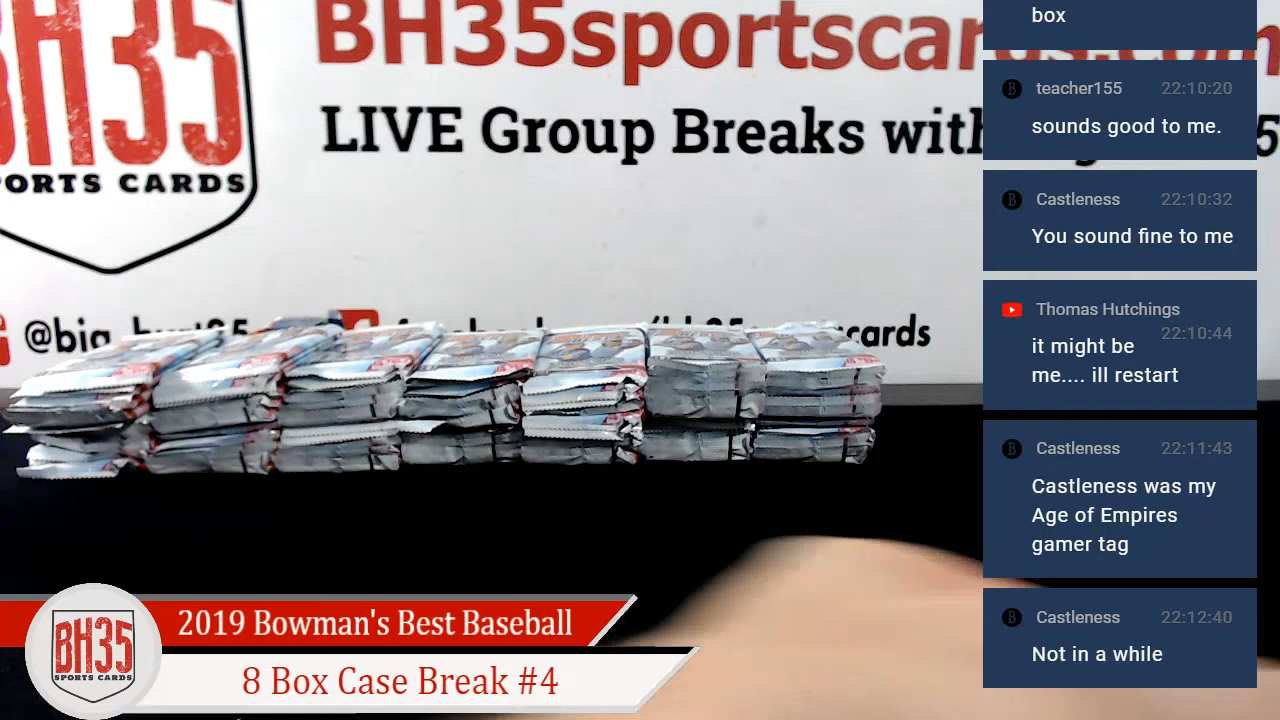 BH35sportscards.com
BH35
LIVE Group Breaks with
SPORTS CARDS
box
teacher155 22:10:20
sounds good to me.
Castleness 22:10:32
You sound fine to me
Thomas Hutchings
22:10:44
it might be
me.... ill restart
Castleness 22:11:43
Castleness was my
Age of Empires
gamer tag
Castleness 22:12:40
Not in a while
BH35
SPORTS CARDS
2019 Bowman's Best Baseball
8 Box Case Break #4